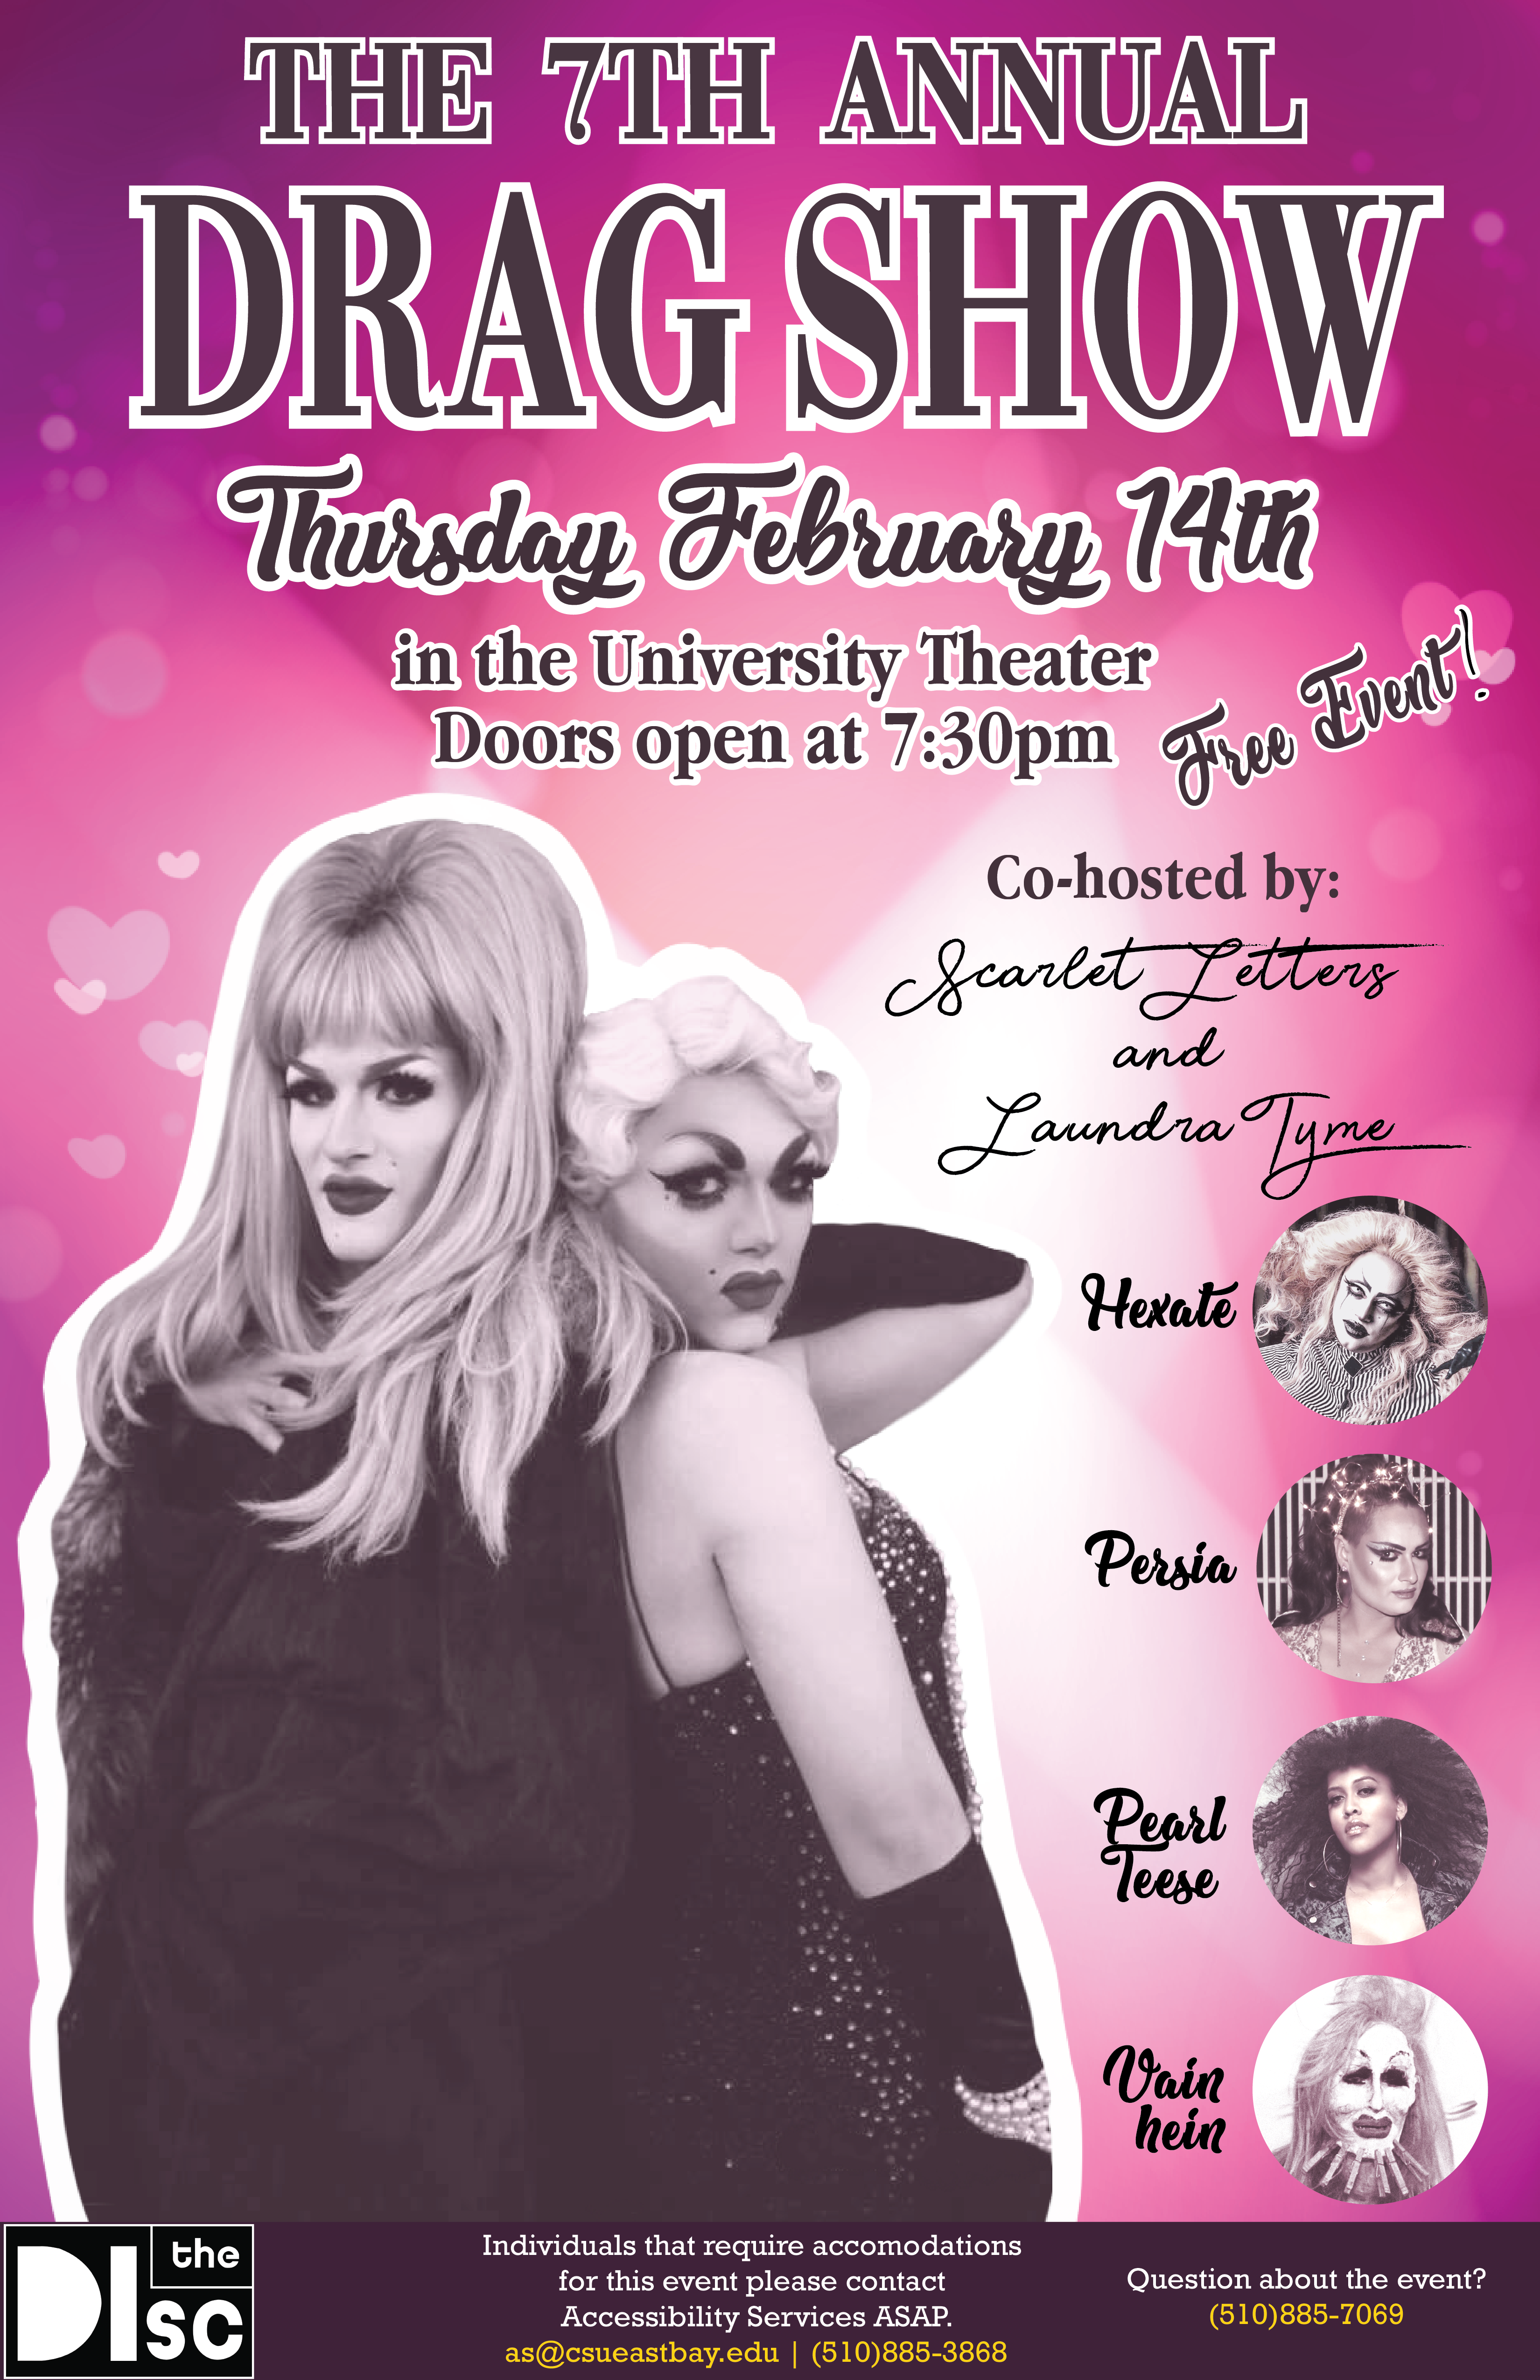 THE 7TH ANNUAL
DRAG SHOW
Thursday February 14th
in the University Theater
Doors open at 7:30pm
Free Event!
Co-hosted by:
Scarlet Letters
and
Laundra Tyme
Hexate
Persia
Pearl
Teese
Vain
hein
the
DIsc
Individuals that require accomodations
for this event please contact
Accessibility Services ASAP.
as@csueastbay.edu | (510)885-3868
Question about the event?
(510)885-7069